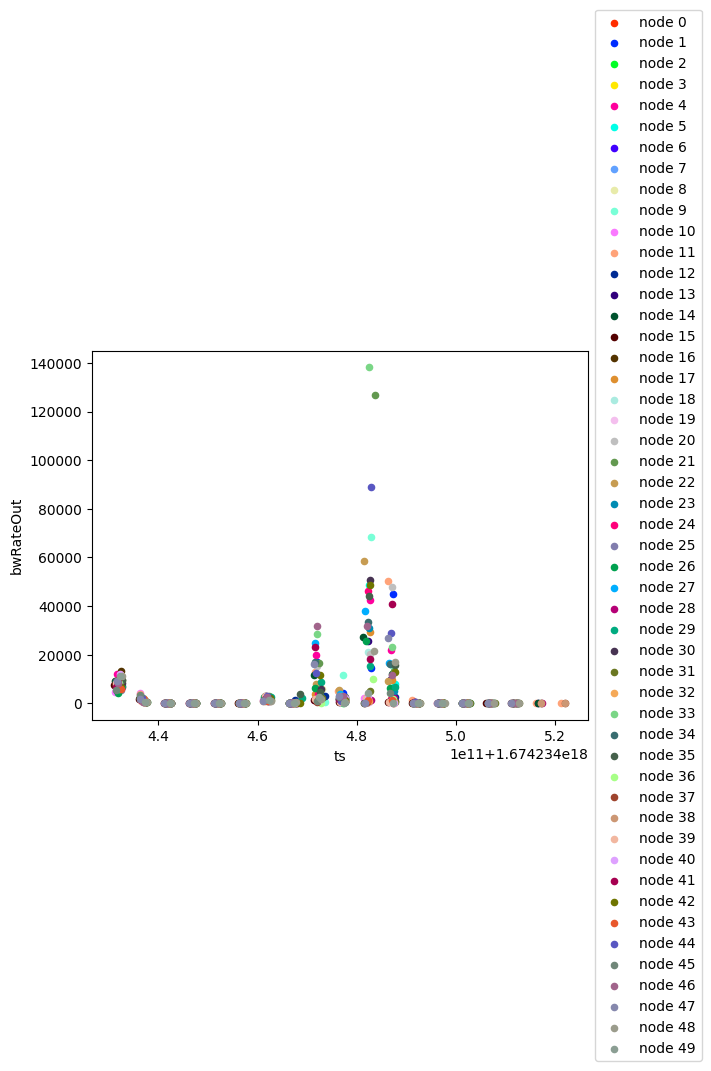 node 0
node 1
node 2
node 3
node 4
node 5
node 6
node 7
node 8
node 9
node 10
node 11
node 12
node 13
node 14
node 15
node 16
node 17
node 18
node 19
node 20
node 21
node 22
node 23
node 24
node 25
node 26
node 27
node 28
node 29
node 30
node 31
node 32
node 33
node 34
node 35
node 36
node 37
node 38
node 39
node 40
node 41
node 42
node 43
node 44
node 45
node 46
node 47
node 48
node 49
140000
120000
100000
80000
60000
40000
20000
0
bwRateOut
4.4 4.6 4.8 5.0 5.2
1e11+1.674234e18
ts